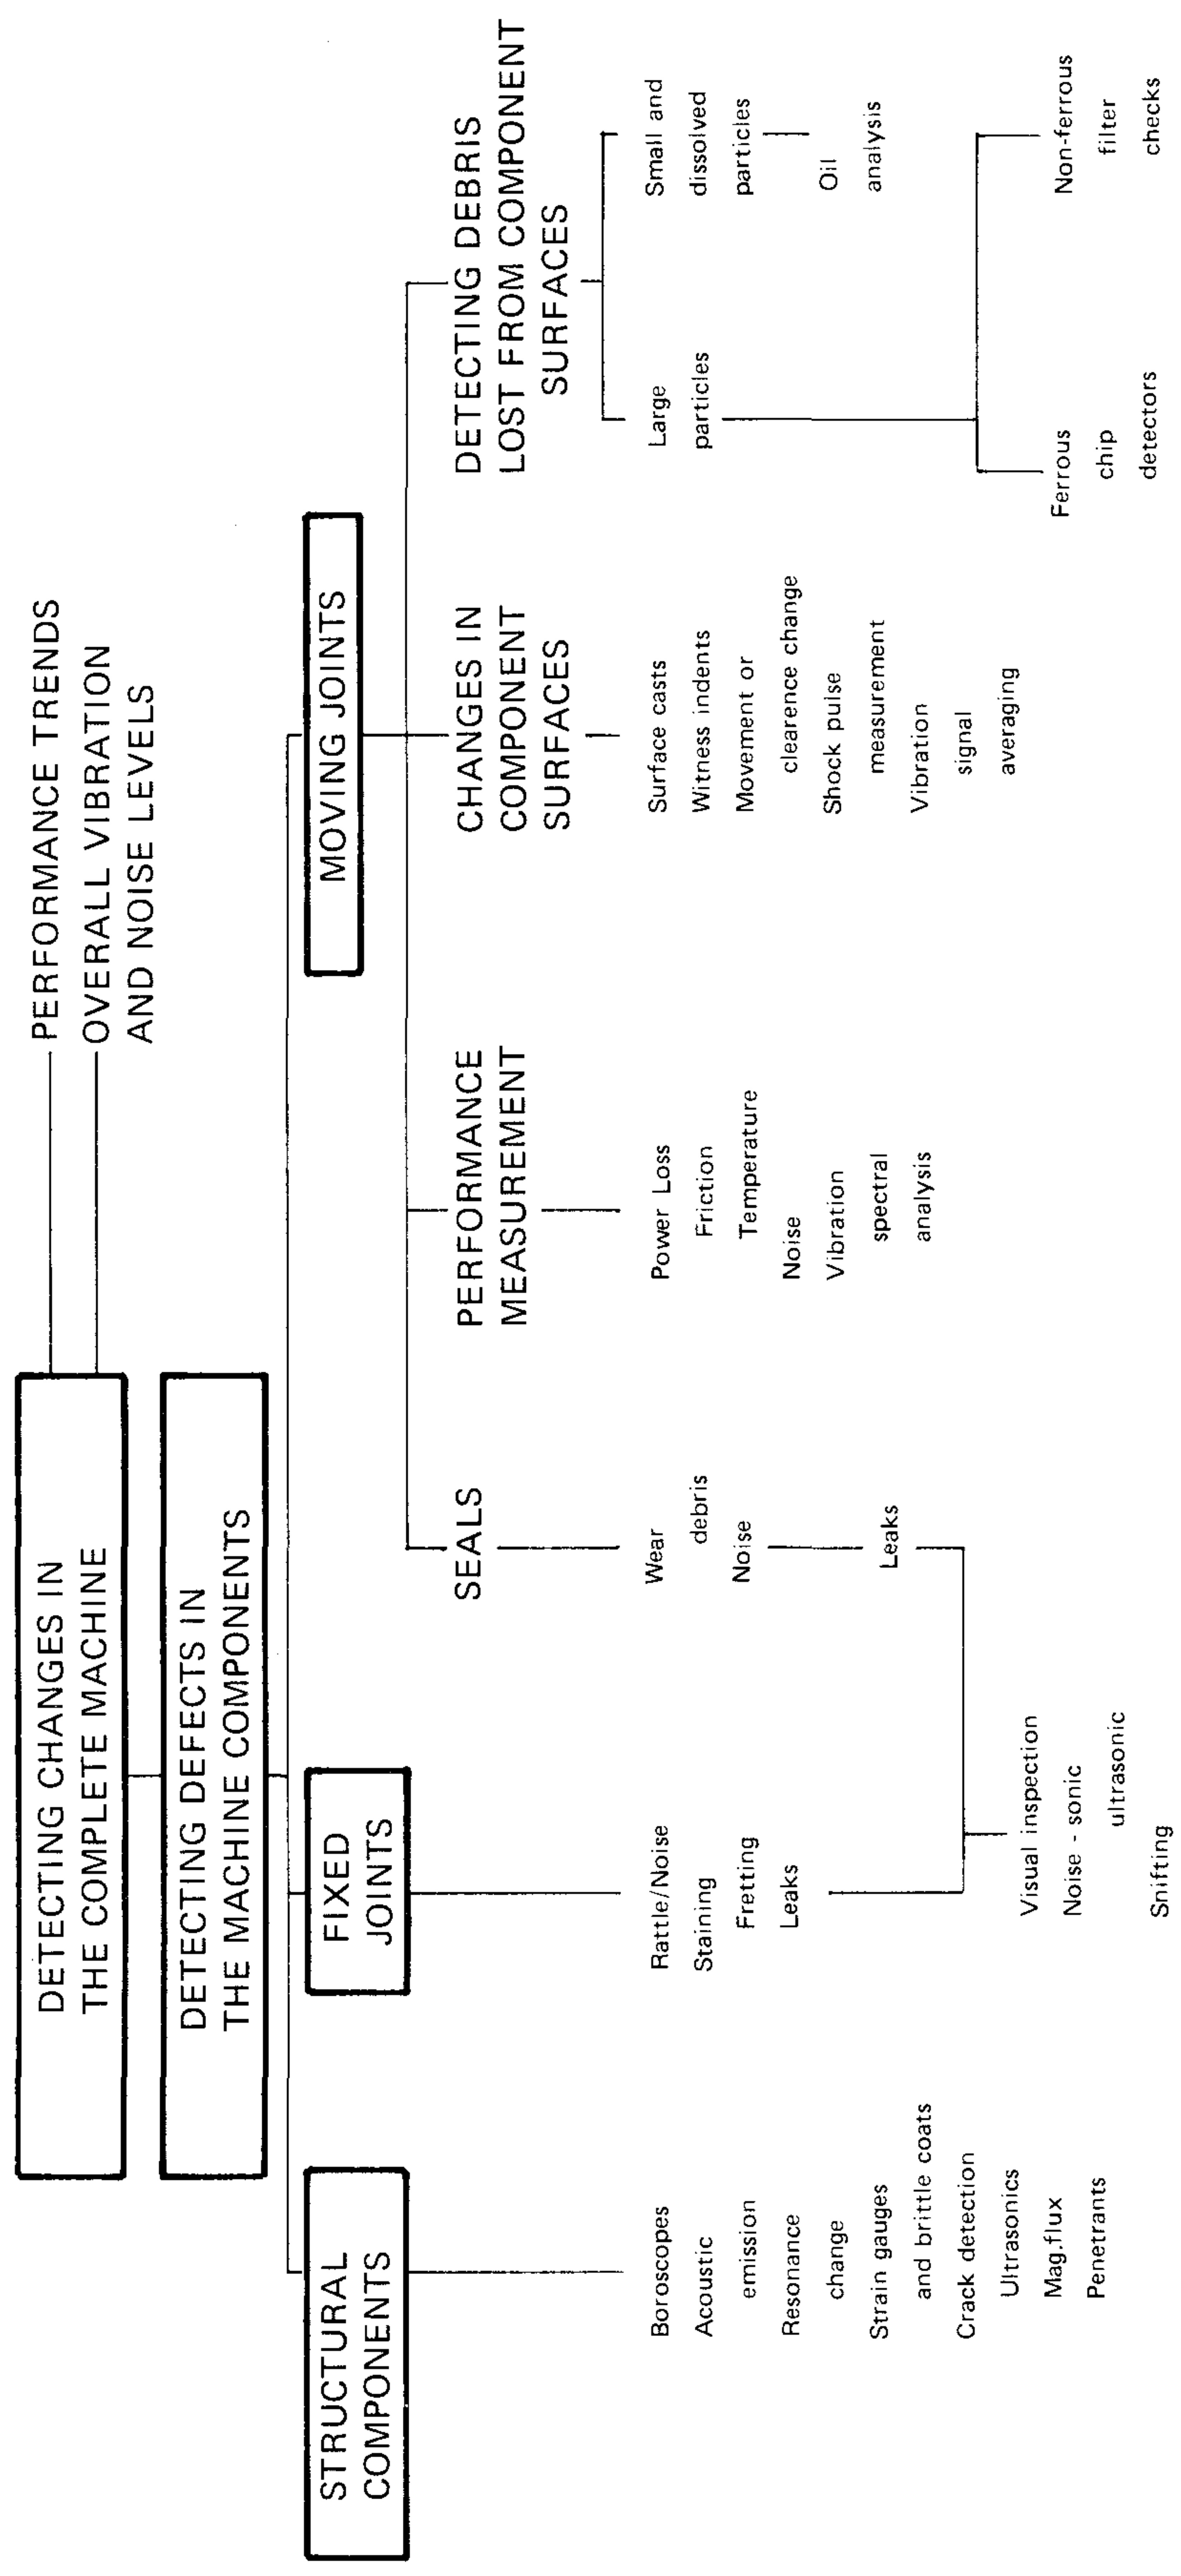 DETECTING CHANGES IN
THE COMPLETE MACHINE
PERFORMANCE TRENDS
OVERALL VIBRATION
AND NOISE LEVELS
DETECTING DEFECTS IN
THE MACHINE COMPONENTS
STRUCTURAL
COMPONENTS
FIXED
JOINTS
MOVING JOINTS
SEALS
PERFORMANCE
MEASUREMENT
CHANGES IN
COMPONENT
SURFACES
DETECTING DEBRIS
LOST FROM COMPONENT
SURFACES
Boroscopes
Acoustic
emission
Resonance
change
Strain gauges
and brittle coats
Crack detection
Ultrasonics
Mag.flux
Penetrants
Rattle/Noise
Staining
Fretting
Leaks
Wear
debris
Noise
Leaks
Visual inspection
Noise - sonic
ultrasonic
Snifting
Power Loss
Friction
Temperature
Noise
Vibration
spectral
analysis
Surface casts
Witness indents
Movement or
clearence change
Shock pulse
measurement
Vibration
signal
averaging
Large
particles
Small and
dissolved
particles
Oil
analysis
Ferrous
chip
detectors
Non-ferrous
filter
checks